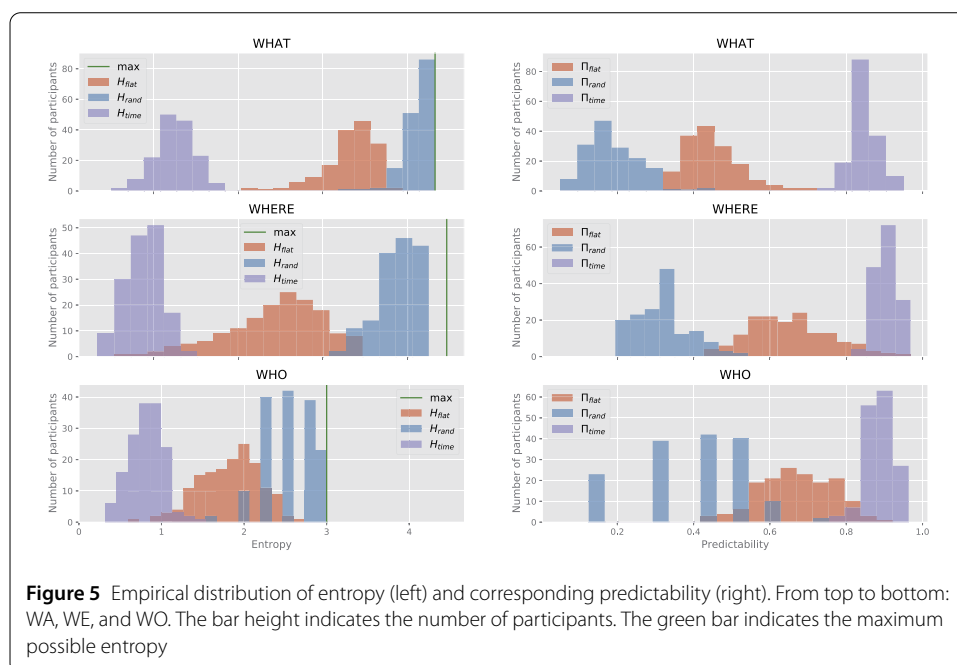 WHAT
max
H_flat
H_rand
H_time
Number of participants
80
60
40
20
0
WHAT
Π_flat
Π_rand
Π_time
Number of participants
80
60
40
20
0
WHERE
max
H_flat
H_rand
H_time
Number of participants
50
40
30
20
10
0
WHERE
Π_flat
Π_rand
Π_time
Number of participants
60
40
20
0
WHO
max
H_flat
H_rand
H_time
Number of participants
40
30
20
10
0
0 1 2 3 4
Entropy
WHO
Π_flat
Π_rand
Π_time
Number of participants
60
50
40
30
20
10
0
0.2 0.4 0.6 0.8 1.0
Predictability
Figure 5 Empirical distribution of entropy (left) and corresponding predictability (right). From top to bottom:
WA, WE, and WO. The bar height indicates the number of participants. The green bar indicates the maximum
possible entropy